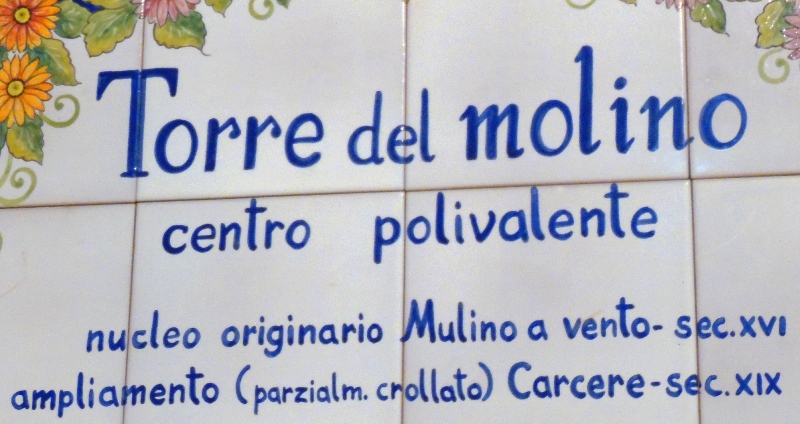 Torre del molino
centro polivalente
nucleo originario Mulino a vento- sec.XVI
ampliamento (parzialm. crollato) Carcere-sec.XIX